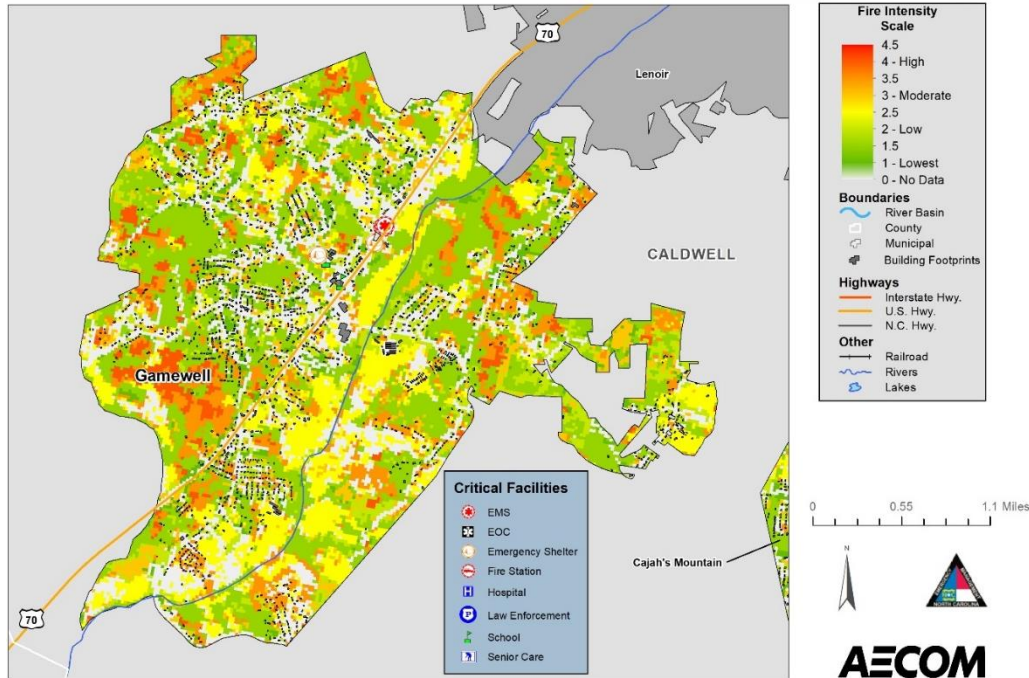 70
Lenoir
CALDWELL
Gamewell
Cajah's Mountain
70
Critical Facilities
EMS
EOC
Emergency Shelter
Fire Station
Hospital
Law Enforcement
School
Senior Care
Fire Intensity
Scale
4.5
4 - High
3.5
3 - Moderate
2.5
2 - Low
1.5
1 - Lowest
0 - No Data
Boundaries
River Basin
County
Municipal
Building Footprints
Highways
Interstate Hwy.
U.S. Hwy.
N.C. Hwy.
Other
Railroad
Rivers
Lakes
0 0.55 1.1 Miles
N
NORTH CAROLINA
AECOM